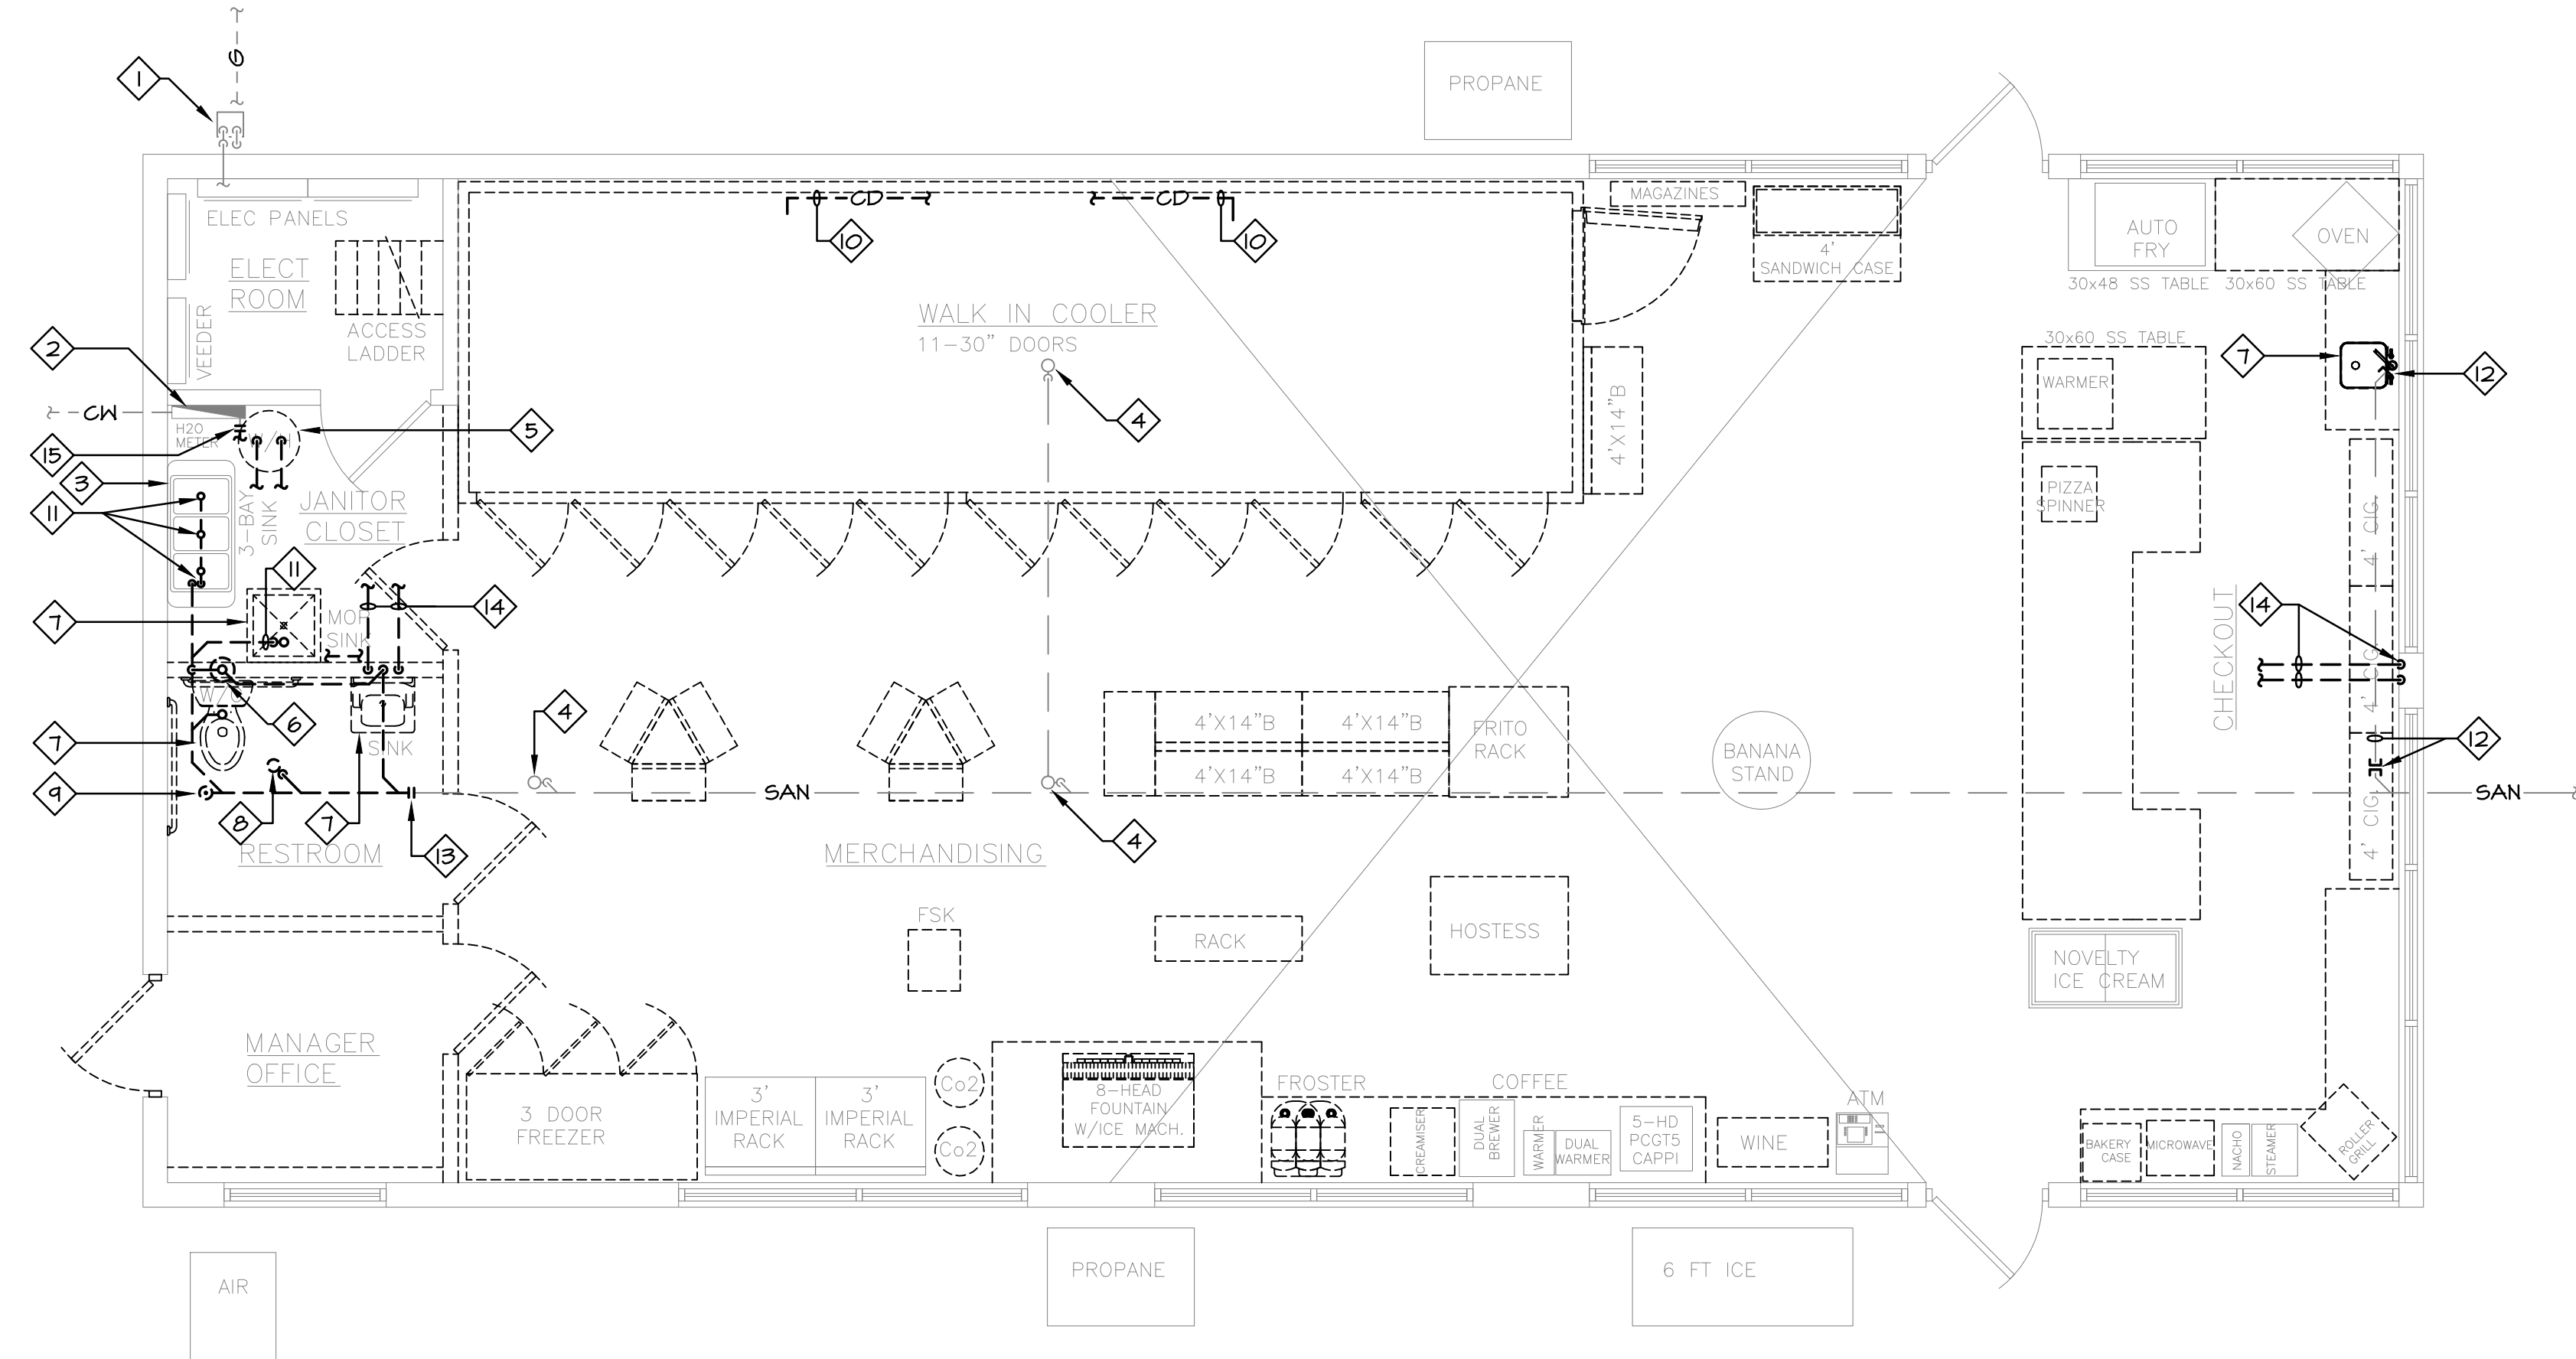 G
1
PROPANE
ELEC PANELS
CD
CD
10
10
MAGAZINES
4'
SANDWICH CASE
AUTO
FRY
OVEN
30x48 SS TABLE
30x60 SS TABLE
ELECT
ROOM
ACCESS
LADDER
VEEDER
WALK IN COOLER
11-30" DOORS
2
CW
H20
METER
W/H
5
15
3
11
3-BAY
SINK
JANITOR
CLOSET
11
4
4'X14"B
30x60 SS TABLE
WARMER
7
12
PIZZA
SPINNER
4' CIG.
4' CIG.
4' CIG.
CHECKOUT
14
12
7
MOP
SINK
14
W/C
6
7
SINK
9
8
7
13
RESTROOM
4
SAN
4
MERCHANDISING
4'X14"B
4'X14"B
4'X14"B
4'X14"B
FRITO
RACK
BANANA
STAND
SAN
FSK
RACK
HOSTESS
NOVELTY
ICE CREAM
MANAGER
OFFICE
3 DOOR
FREEZER
3'
IMPERIAL
RACK
3'
IMPERIAL
RACK
Co2
Co2
8-HEAD
FOUNTAIN
W/ICE MACH.
FROSTER
COFFEE
CREAMISER
DUAL
BREWER
WARMER
DUAL
WARMER
5-HD
PCGT5
CAPPI
WINE
ATM
BAKERY
CASE
MICROWAVE
NACHO
STEAMER
ROLLER
GRILL
AIR
PROPANE
6 FT ICE